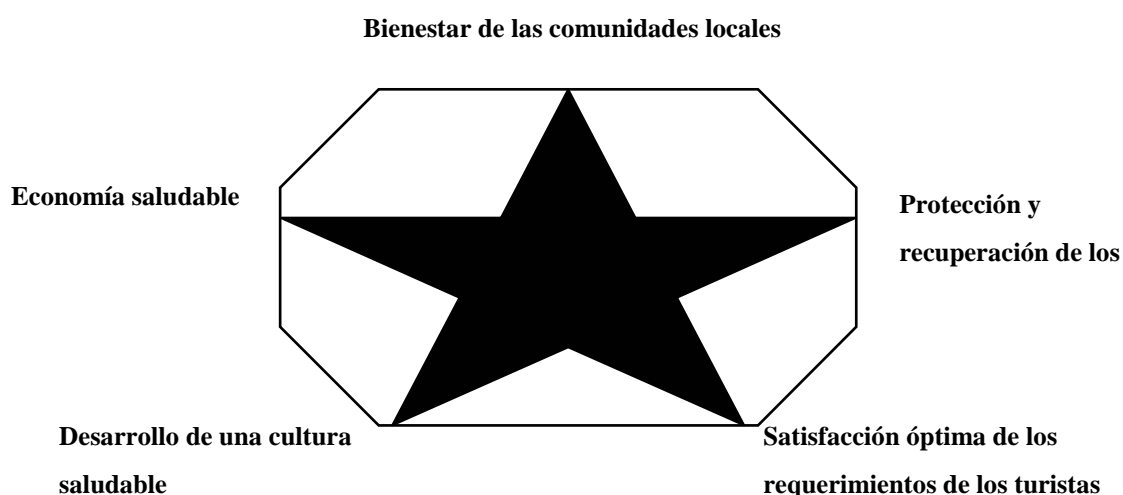 Bienestar de las comunidades locales
Economía saludable
Protección y
recuperación de los
Desarrollo de una cultura
saludable
Satisfacción óptima de los
requerimientos de los turistas